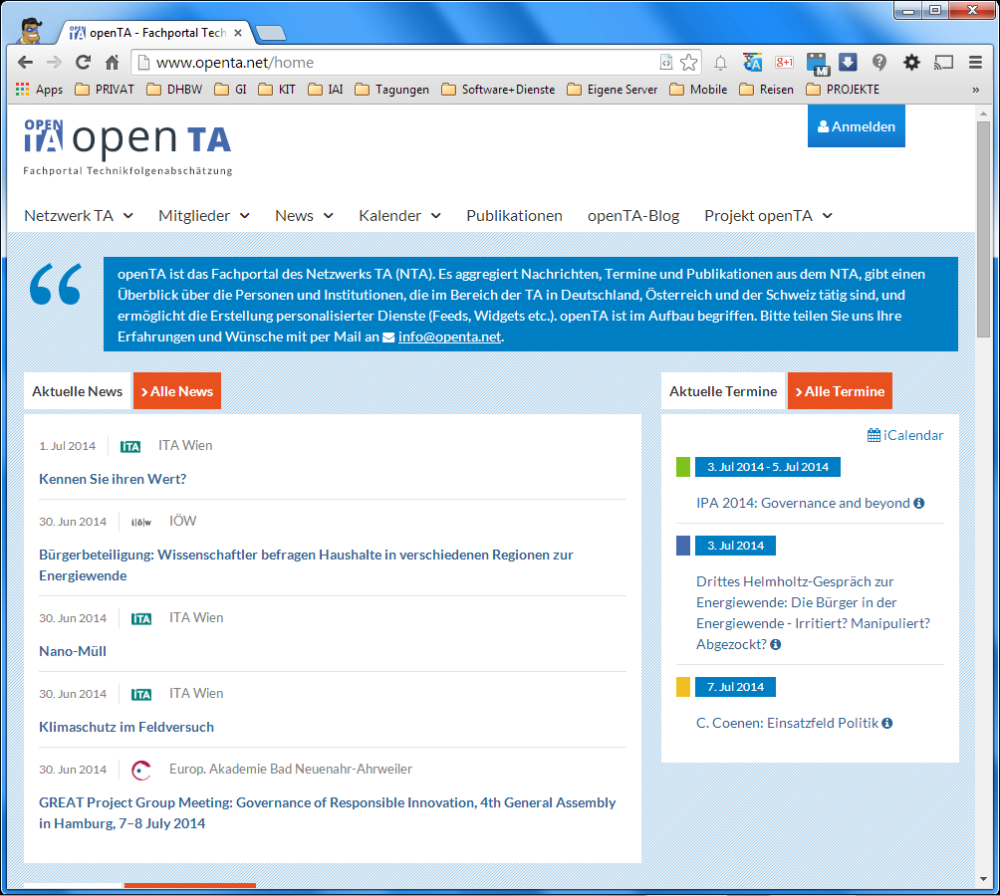 openTA - Fachportal Tech
www.openta.net/home
g+1
M
Apps PRIVAT DHBW GI KIT IAI Tagungen Software+Dienste Eigene Server Mobile Reisen PROJEKTE »
OPEN
ITA
open TA
Anmelden
Fachportal Technikfolgenabschätzung
Netzwerk TA Mitglieder News Kalender Publikationen openTA-Blog Projekt openTA
openTA ist das Fachportal des Netzwerks TA (NTA). Es aggregiert Nachrichten, Termine und Publikationen aus dem NTA, gibt einen
Überblick über die Personen und Institutionen, die im Bereich der TA in Deutschland, Österreich und der Schweiz tätig sind, und
ermöglicht die Erstellung personalisierter Dienste (Feeds, Widgets etc.). openTA ist im Aufbau begriffen. Bitte teilen Sie uns Ihre
Erfahrungen und Wünsche mit per Mail an info@openta.net.
Aktuelle News
Alle News
1. Jul 2014 ITA ITA Wien
Kennen Sie ihren Wert?
30. Jun 2014 i|ö|w IÖW
Bürgerbeteiligung: Wissenschaftler befragen Haushalte in verschiedenen Regionen zur
Energiewende
30. Jun 2014 ITA ITA Wien
Nano-Müll
30. Jun 2014 ITA ITA Wien
Klimaschutz im Feldversuch
30. Jun 2014 Europ. Akademie Bad Neuenahr-Ahrweiler
GREAT Project Group Meeting: Governance of Responsible Innovation, 4th General Assembly
in Hamburg, 7–8 July 2014
Aktuelle Termine
Alle Termine
iCalendar
3. Jul 2014 - 5. Jul 2014
IPA 2014: Governance and beyond
3. Jul 2014
Drittes Helmholtz-Gespräch zur
Energiewende: Die Bürger in der
Energiewende - Irritiert? Manipuliert?
Abgezockt?
7. Jul 2014
C. Coenen: Einsatzfeld Politik